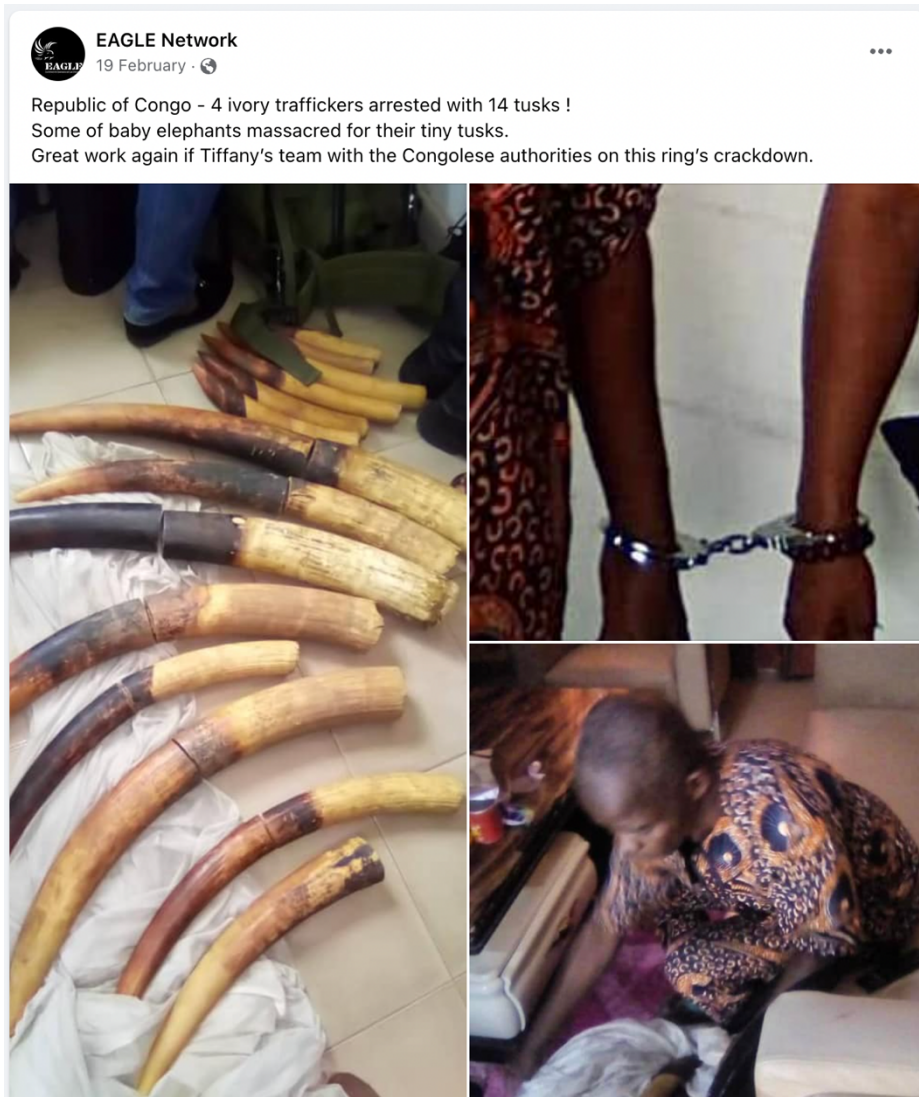 EAGLE
EAGLE Network
19 February ·
Republic of Congo - 4 ivory traffickers arrested with 14 tusks !
Some of baby elephants massacred for their tiny tusks.
Great work again if Tiffany's team with the Congolese authorities on this ring's crackdown.